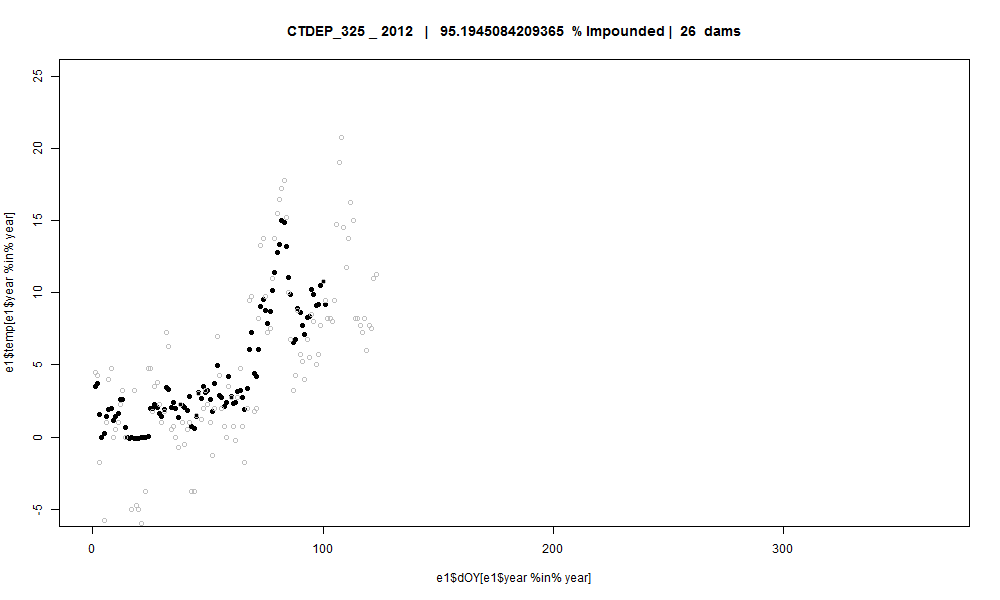 CTDEP_325 _ 2012 | 95.1945084209365 % Impounded | 26 dams
e1$temp[e1$year %in% year]
25
20
15
10
5
0
-5
0 100 200 300
e1$dOY[e1$year %in% year]